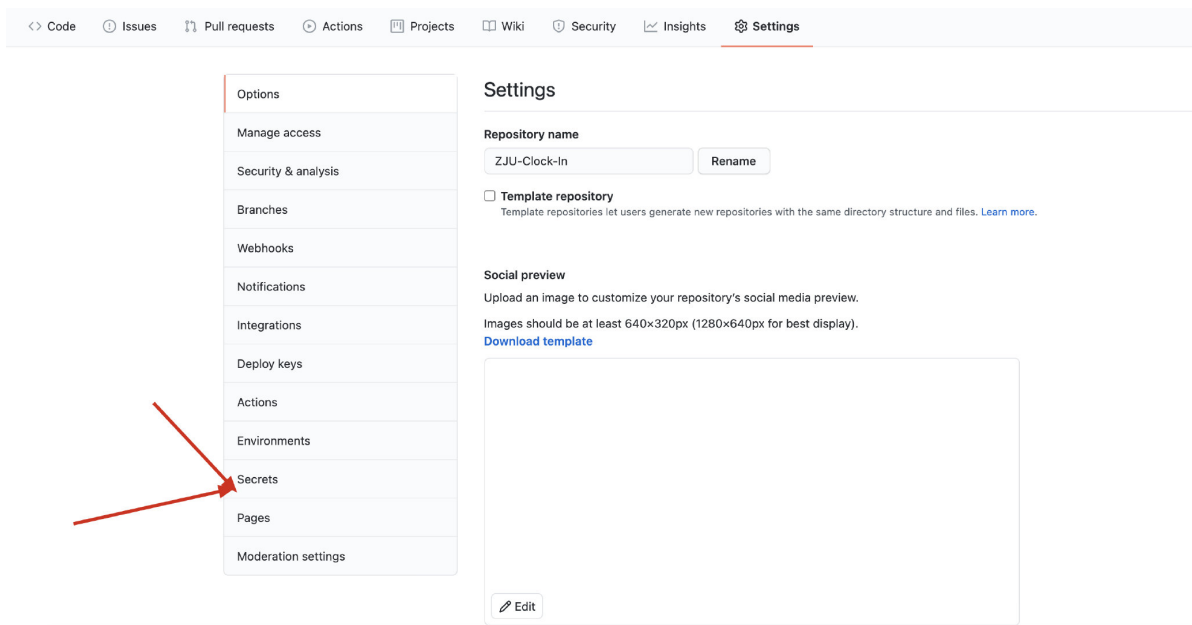 Code Issues Pull requests Actions Projects Wiki Security Insights Settings
Options
Manage access
Security & analysis
Branches
Webhooks
Notifications
Integrations
Deploy keys
Actions
Environments
Secrets
Pages
Moderation settings
Settings
Repository name
ZJU-Clock-In Rename
Template repository
Template repositories let users generate new repositories with the same directory structure and files. Learn more.
Social preview
Upload an image to customize your repository's social media preview.
Images should be at least 640×320px (1280×640px for best display).
Download template
Edit